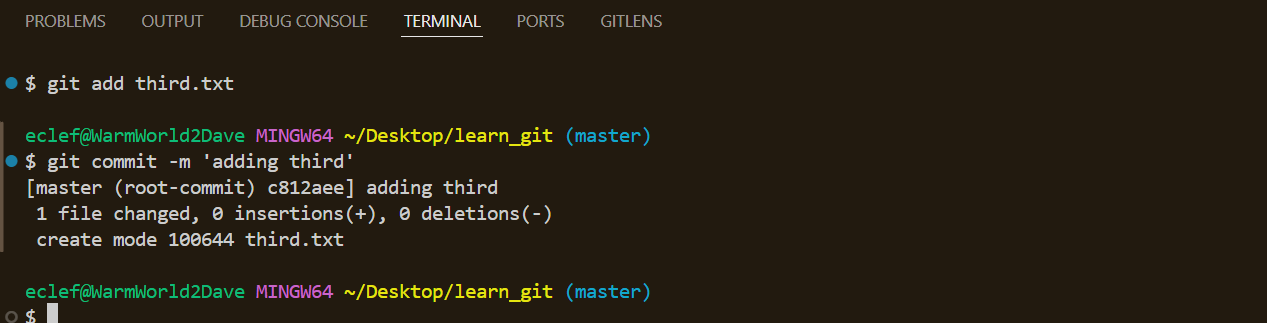 PROBLEMS OUTPUT DEBUG CONSOLE TERMINAL PORTS GITLENS
$ git add third.txt
eclef@WarmWorld2Dave MINGW64 ~/Desktop/learn_git (master)
$ git commit -m 'adding third'
[master (root-commit) c812aee] adding third
 1 file changed, 0 insertions(+), 0 deletions(-)
 create mode 100644 third.txt
eclef@WarmWorld2Dave MINGW64 ~/Desktop/learn_git (master)
$